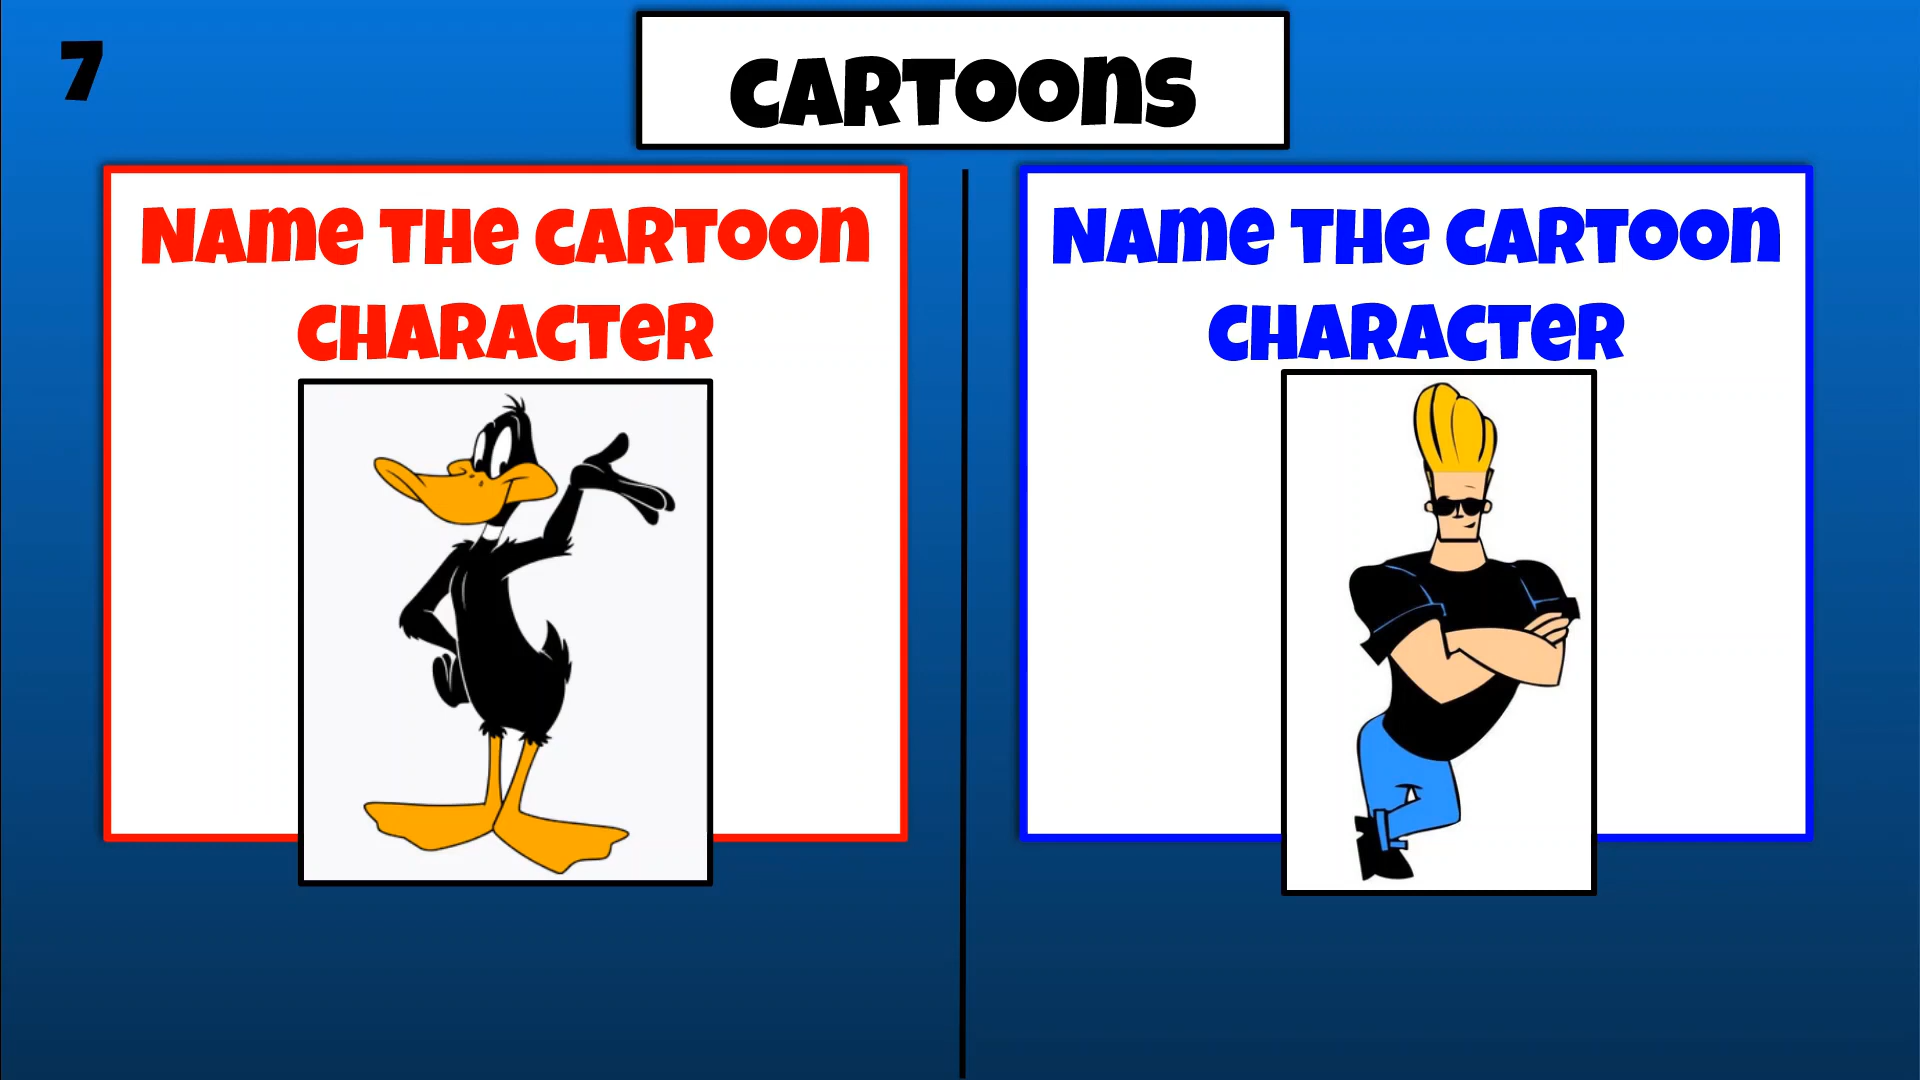 7
CARTOONS
NAME THE CARTOON
CHARACTER
NAME THE CARTOON
CHARACTER